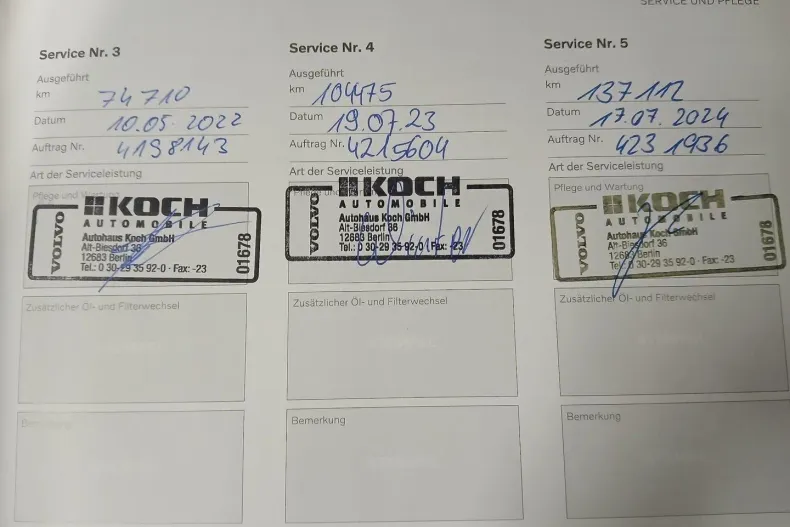 SERVICE UND PFLEGE
Service Nr. 3
Ausgeführt
km 74 710
Datum 10.05.2022
Auftrag Nr. 4198143
Art der Serviceleistung
Pflege und Wartung
VOLVO
KOCH
AUTOMOBILE
Autohaus Koch GmbH
Alt-Biesdorf 36
12683 Berlin
Tel.: 0 30-29 35 92-0 · Fax: -23
01678
Zusätzlicher Öl- und Filterwechsel
Bemerkung
Service Nr. 4
Ausgeführt
km 104475
Datum 19.07.23
Auftrag Nr. 4215604
Art der Serviceleistung
VOLVO
KOCH
AUTOMOBILE
Autohaus Koch GmbH
Alt-Biesdorf 36
12683 Berlin
Tel.: 0 30-29 35 92-0 · Fax: -23
01678
Zusätzlicher Öl- und Filterwechsel
Bemerkung
Service Nr. 5
Ausgeführt
km 137112
Datum 17.07.2024
Auftrag Nr. 423 1936
Art der Serviceleistung
Pflege und Wartung
VOLVO
KOCH
AUTOMOBILE
Autohaus Koch GmbH
Alt-Biesdorf 36
12683 Berlin
Tel.: 0 30-29 35 92-0 · Fax: -23
01678
Zusätzlicher Öl- und Filterwechsel
Bemerkung